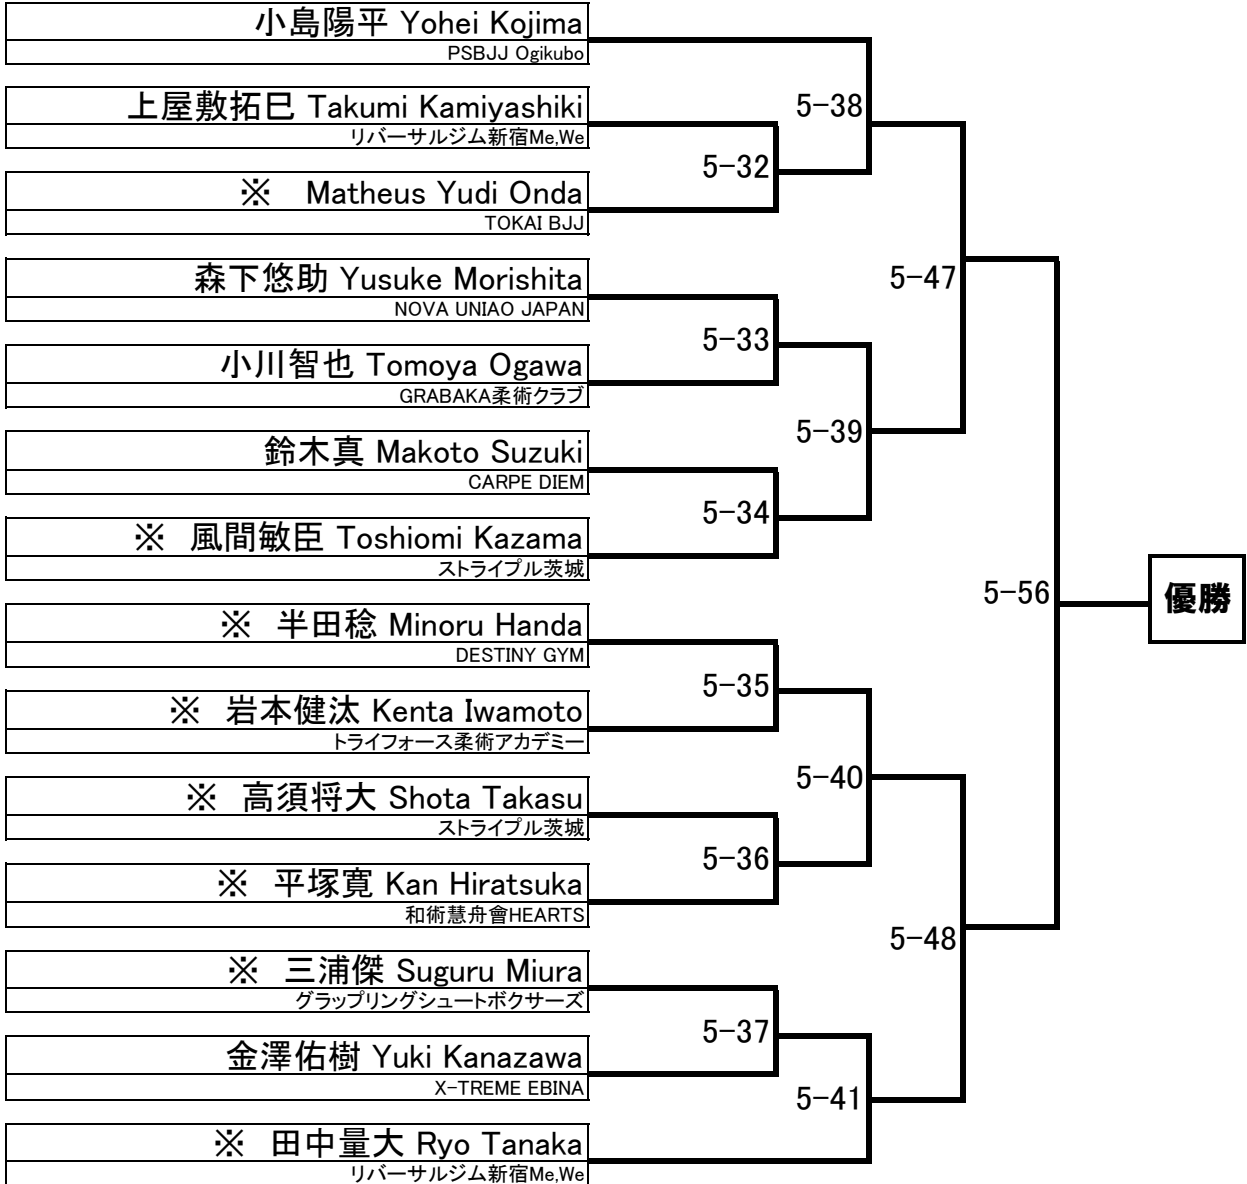 小島陽平 Yohei Kojima
PSBJJ Ogikubo
5-38
上屋敷拓巳 Takumi Kamiyashiki
リバーサルジム新宿Me,We
5-32
※ Matheus Yudi Onda
TOKAI BJJ
5-47
森下悠助 Yusuke Morishita
NOVA UNIAO JAPAN
5-33
小川智也 Tomoya Ogawa
GRABAKA柔術クラブ
5-39
鈴木真 Makoto Suzuki
CARPE DIEM
5-34
※ 風間敏臣 Toshiomi Kazama
ストライプル茨城
5-56
優勝
※ 半田稔 Minoru Handa
DESTINY GYM
5-35
※ 岩本健汰 Kenta Iwamoto
トライフォース柔術アカデミー
5-40
※ 高須将大 Shota Takasu
ストライプル茨城
5-36
※ 平塚寛 Kan Hiratsuka
和術慧舟會HEARTS
5-48
※ 三浦傑 Suguru Miura
グラップリングシュートボクサーズ
5-37
金澤佑樹 Yuki Kanazawa
X-TREME EBINA
5-41
※ 田中量大 Ryo Tanaka
リバーサルジム新宿Me,We